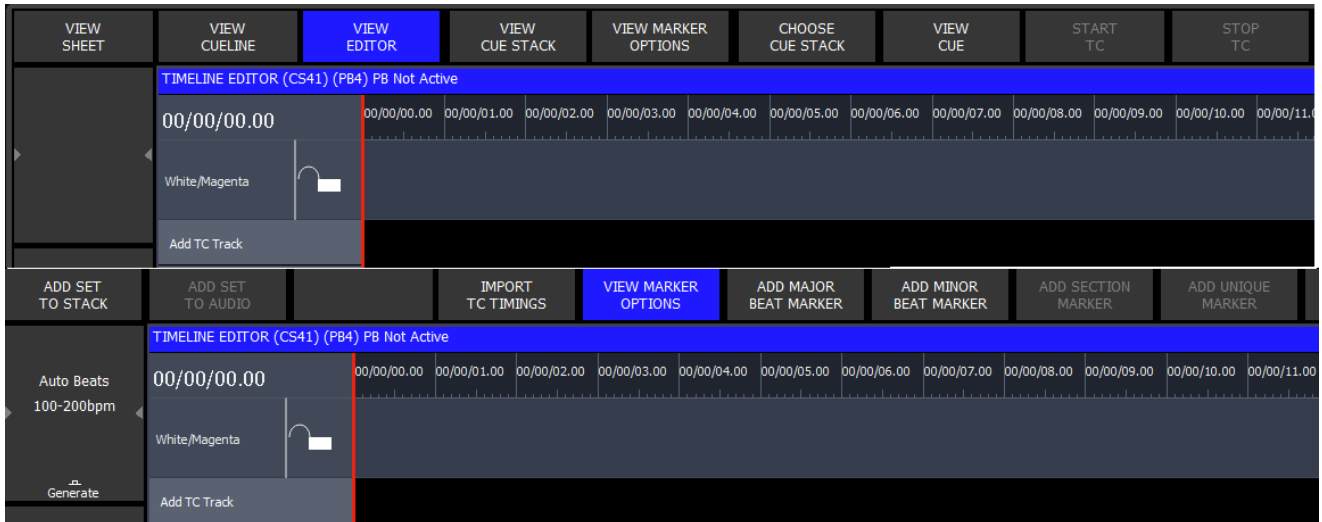 VIEW SHEET
VIEW CUELINE
VIEW EDITOR
VIEW CUE STACK
VIEW MARKER OPTIONS
CHOOSE CUE STACK
VIEW CUE
START TC
STOP TC
TIMELINE EDITOR (CS41) (PB4) PB Not Active
00/00/00.00
00/00/00.00 00/00/01.00 00/00/02.00 00/00/03.00 00/00/04.00 00/00/05.00 00/00/06.00 00/00/07.00 00/00/08.00 00/00/09.00 00/00/10.00 00/00/11.0
White/Magenta
Add TC Track
ADD SET TO STACK
ADD SET TO AUDIO
IMPORT TC TIMINGS
VIEW MARKER OPTIONS
ADD MAJOR BEAT MARKER
ADD MINOR BEAT MARKER
ADD SECTION MARKER
ADD UNIQUE MARKER
TIMELINE EDITOR (CS41) (PB4) PB Not Active
Auto Beats
100-200bpm
Generate
00/00/00.00
00/00/00.00 00/00/01.00 00/00/02.00 00/00/03.00 00/00/04.00 00/00/05.00 00/00/06.00 00/00/07.00 00/00/08.00 00/00/09.00 00/00/10.00 00/00/11.00
White/Magenta
Add TC Track